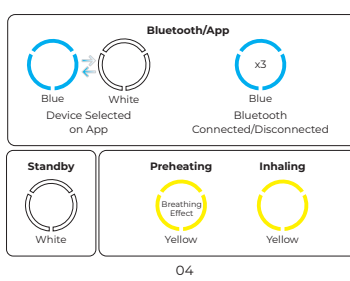 Bluetooth/App
x3
Blue
White
Blue
Device Selected
on App
Bluetooth
Connected/Disconnected
Standby
White
Preheating
Inhaling
Breathing
Effect
Yellow
Yellow
04